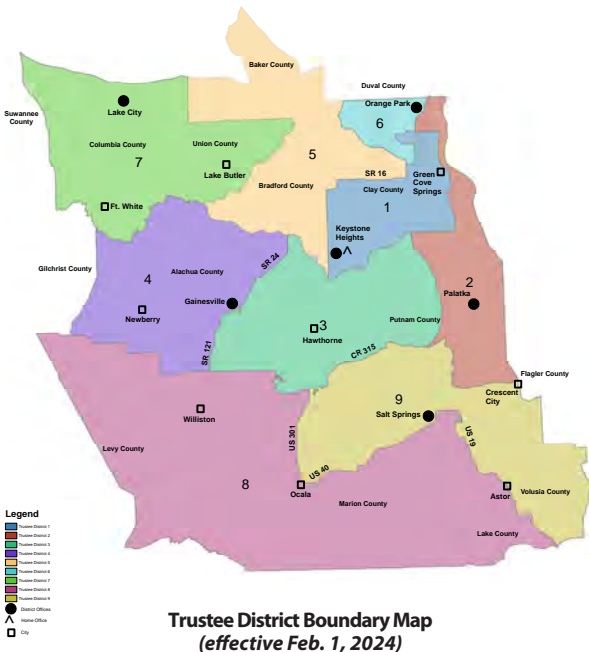 Baker County
Duval County
Suwannee
County
Lake City
Orange Park
6
Columbia County
Union County
7
5
Lake Butler
SR 16
Green
Cove
Springs
Bradford County
Clay County
1
Ft. White
Keystone
Heights
Gilchrist County
4
Alachua County
SR 24
2
Gainesville
Palatka
Newberry
3
Hawthorne
Putnam County
SR 121
CR 315
Flagler County
9
Crescent
City
Williston
Salt Springs
Levy County
US 301
US 19
US 40
8
Ocala
Astor
Volusia County
Marion County
Lake County
Legend
Trustee District 1
Trustee District 2
Trustee District 3
Trustee District 4
Trustee District 5
Trustee District 6
Trustee District 7
Trustee District 8
Trustee District 9
District Offices
Home Office
City
Trustee District Boundary Map
(effective Feb. 1, 2024)